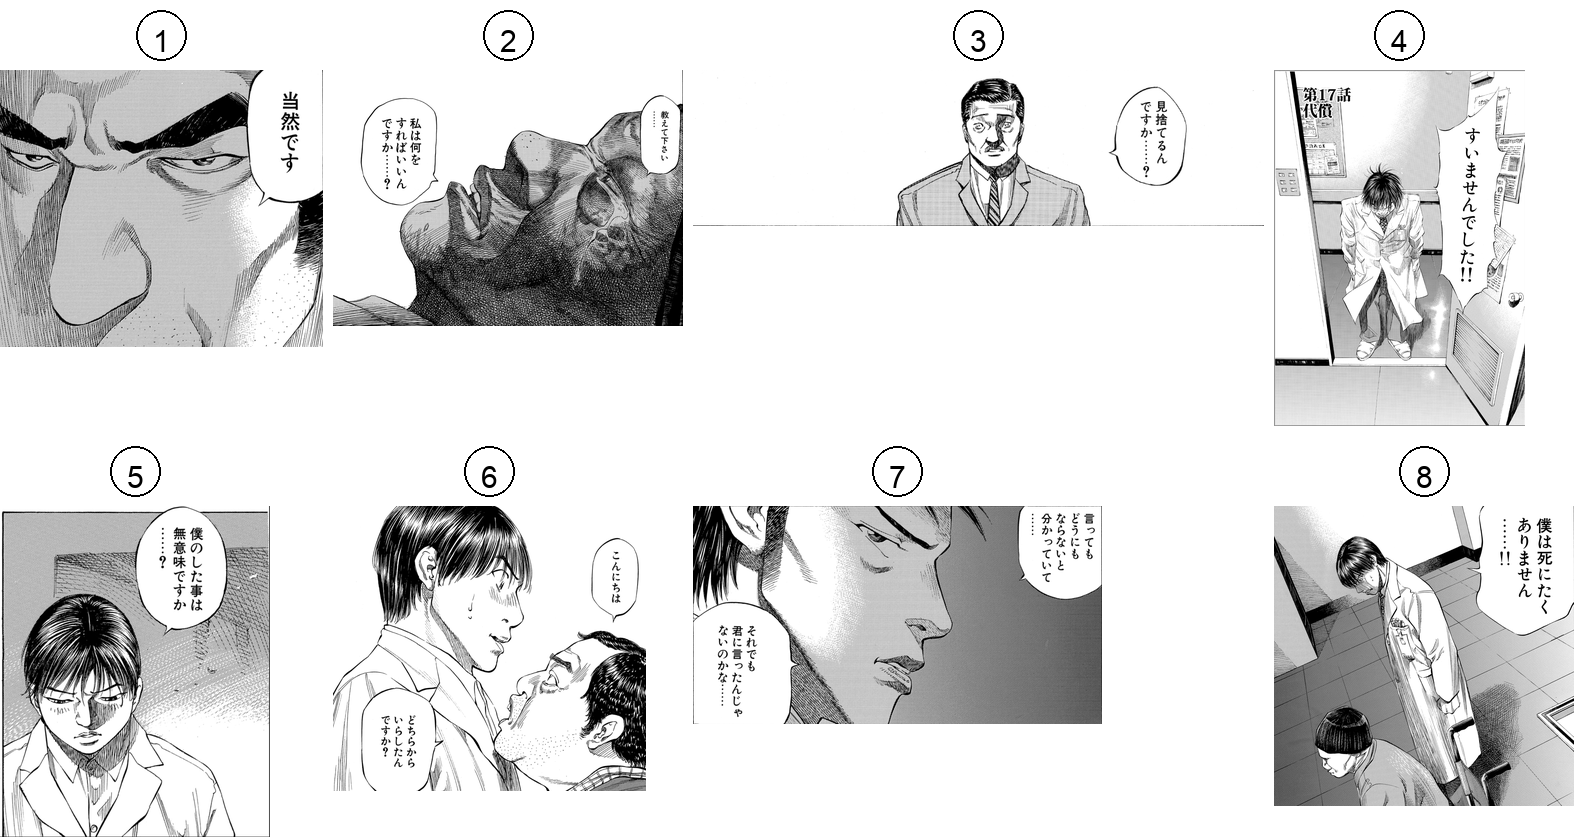 1
当然です
2
教えて下さい
……
私は何を
すればいいん
ですか……?
3
見捨てるん
ですか……?
4
第17話
代償
すいませんでした!!
5
僕のした事は
無意味ですか
……?
6
こんにちは
どちらから
いらしたん
ですか?
7
言っても
どうにも
ならないと
分かっていて
……
それでも
君に言ったんじゃ
ないのかな……
8
僕は死にたく
ありません
……!!